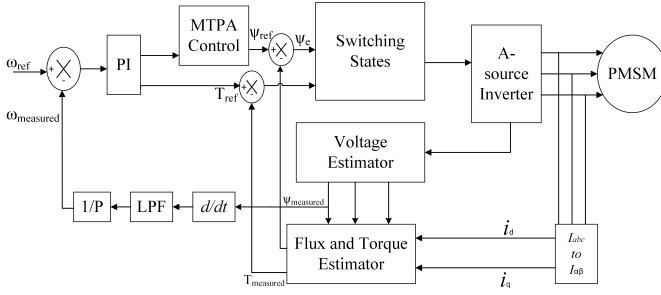 ω_ref
+
-
ω_measured
PI
MTPA
Control
Ψ_ref
+
-
Ψ_e
T_ref
+
-
Switching
States
A-
source
Inverter
PMSM
Voltage
Estimator
1/P
LPF
d/dt
Ψ_measured
Flux and Torque
Estimator
T_measured
i_d
i_q
I_abc
to
I_αβ